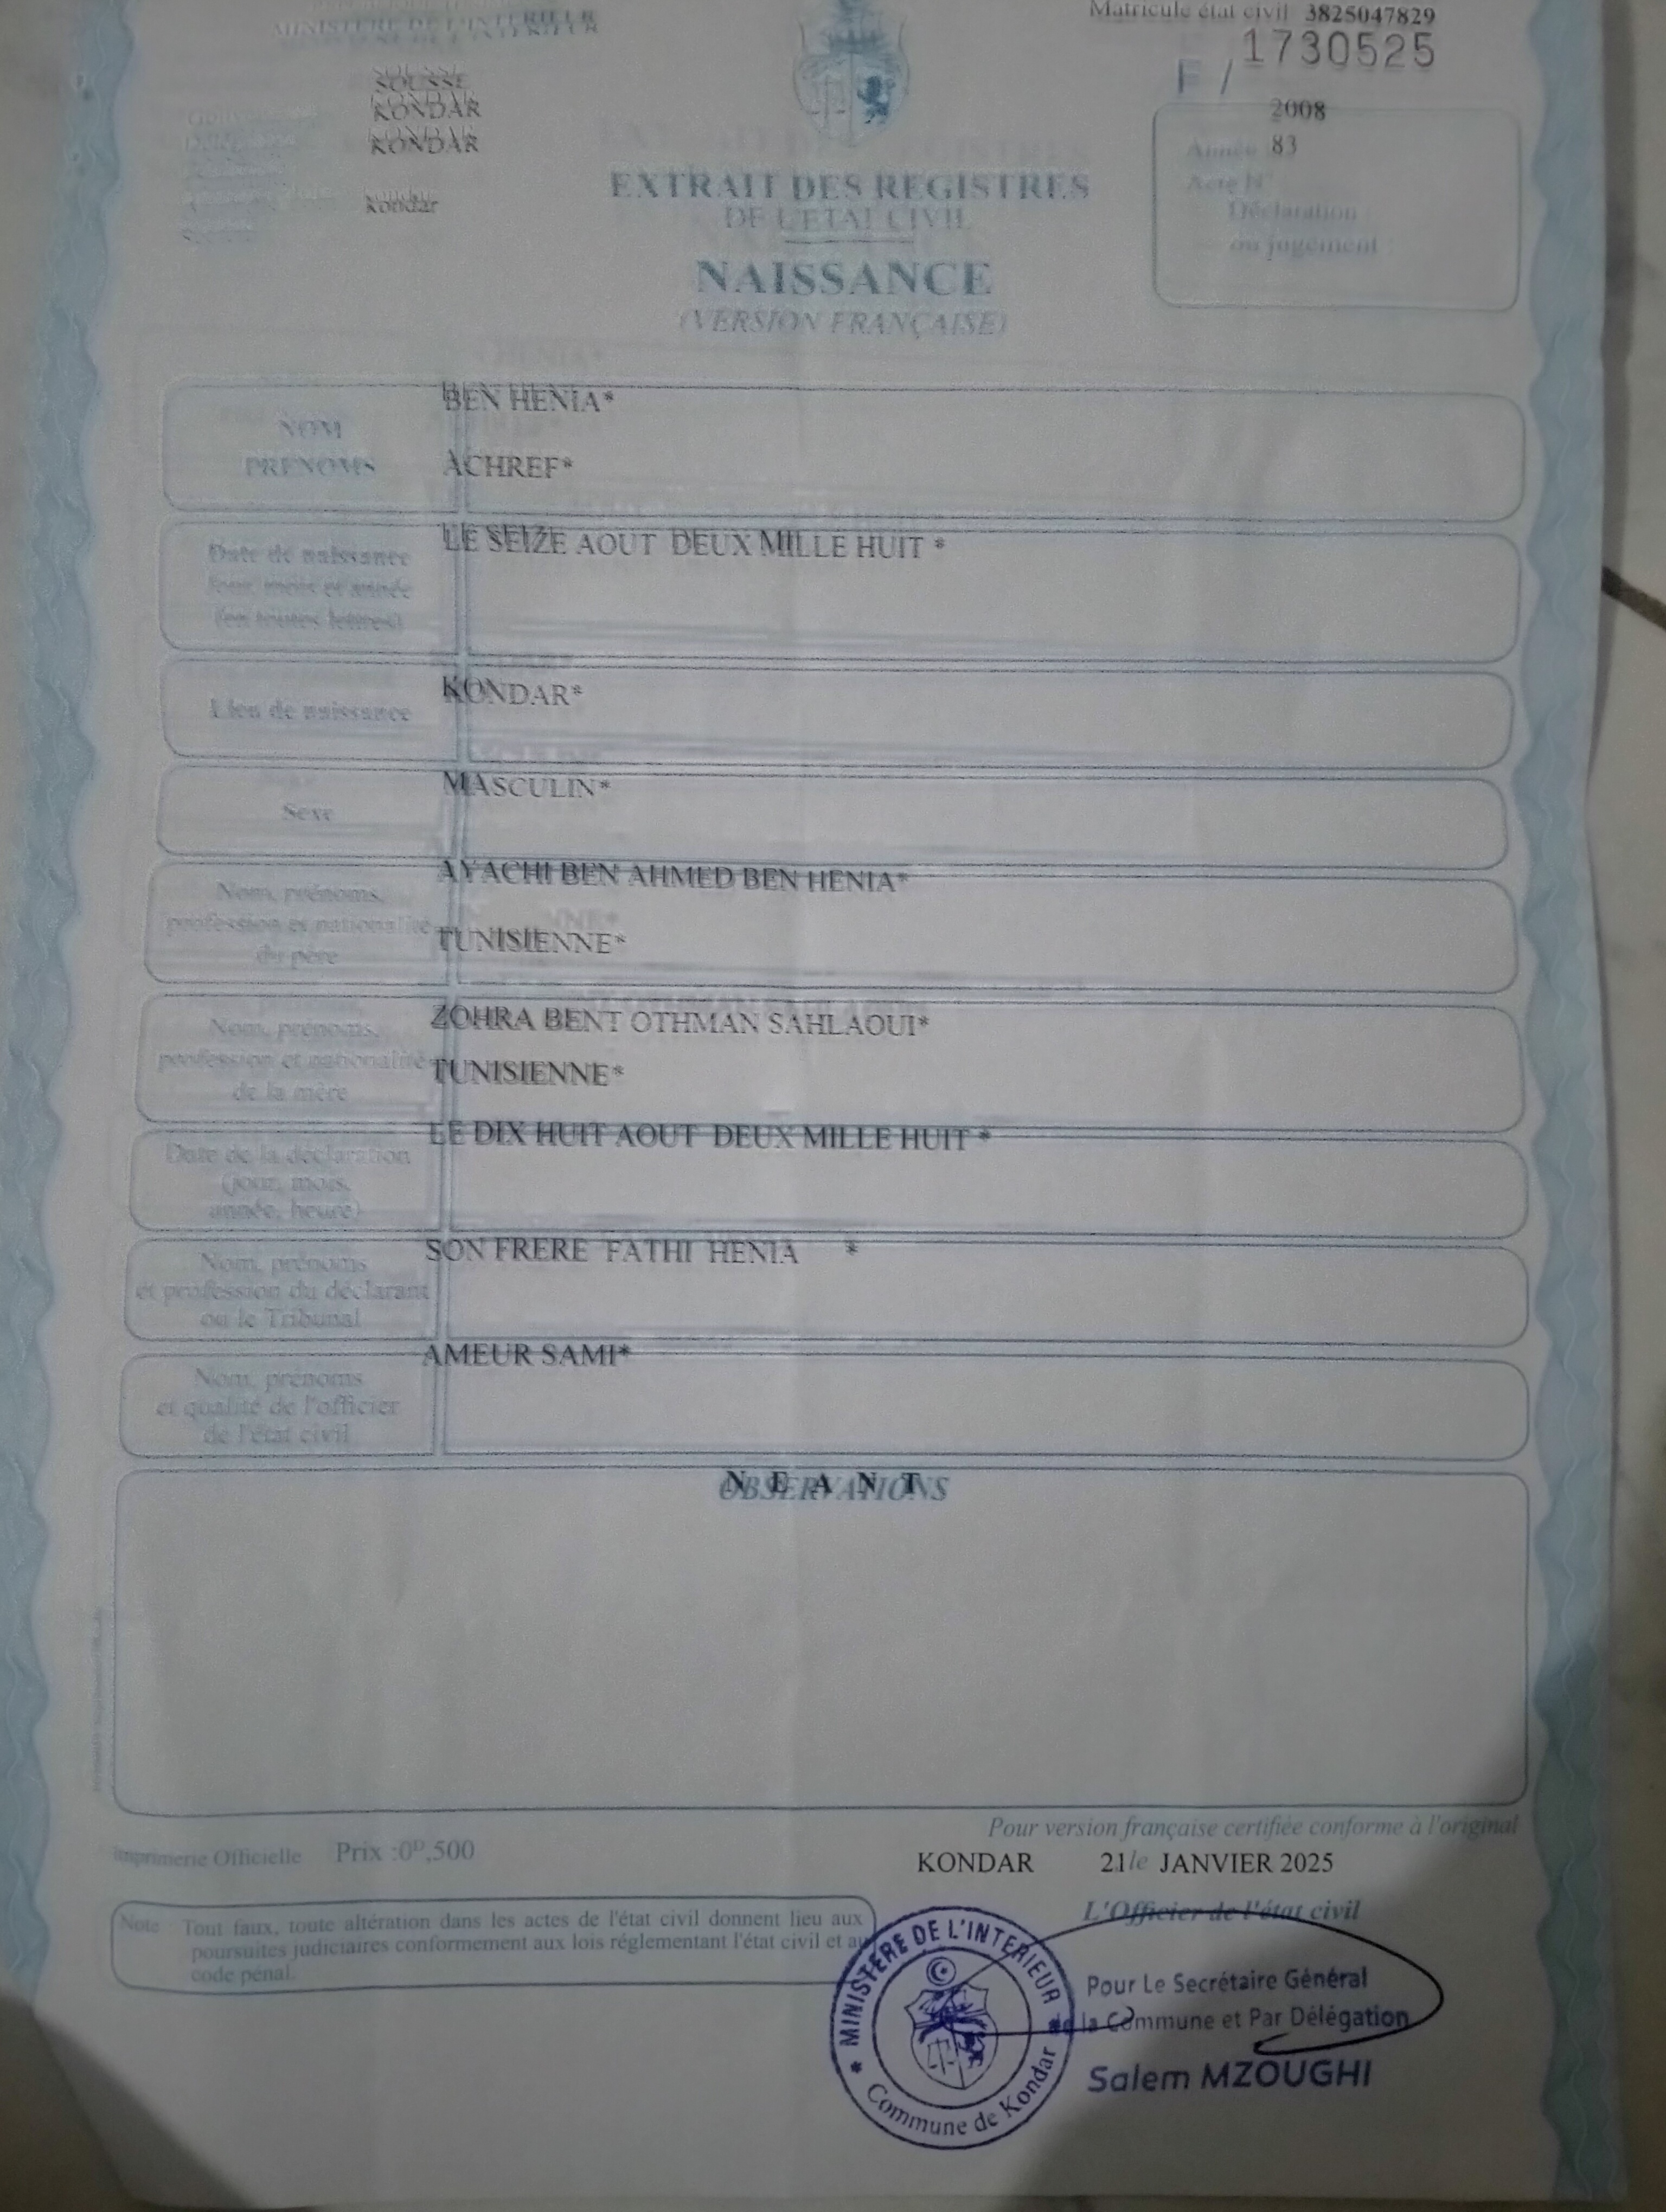 MINISTERE DE L'INTERIEUR
Matricule état civil 3825047829
F / 1730525
SOUSSE
KONDAR
KONDAR
kondar
2008
Année 83
Acte N°
Déclaration
ou jugement
EXTRAIT DES REGISTRES
DE L'ETAT CIVIL
NAISSANCE
(VERSION FRANÇAISE)
NOM
PRENOMS
BEN HENIA*
ACHREF*
Date de naissance
(jour, mois et année
(en toutes lettres)
LE SEIZE AOUT DEUX MILLE HUIT *
Lieu de naissance
KONDAR*
Sexe
MASCULIN*
Nom, prénoms,
profession et nationalité
du père
AYACHI BEN AHMED BEN HENIA*
TUNISIENNE*
Nom, prénoms,
profession et nationalité
de la mère
ZOHRA BENT OTHMAN SAHLAOUI*
TUNISIENNE*
Date de la déclaration
(jour, mois,
année, heure)
LE DIX HUIT AOUT DEUX MILLE HUIT *
Nom, prénoms
et profession du déclarant
ou le Tribunal
SON FRERE FATHI HENIA *
Nom, prénoms
et qualité de l'officier
de l'état civil
AMEUR SAMI*
OBSERVATIONS
N E A N T
Imprimerie Officielle Prix :0ᴰ,500
Pour version française certifiée conforme à l'original
KONDAR 21 le JANVIER 2025
L'Officier de l'état civil
Note : Tout faux, toute altération dans les actes de l'état civil donnent lieu aux
poursuites judiciaires conformement aux lois réglementant l'état civil et au
code pénal.
* MINISTERE DE L'INTERIEUR *
Commune de Kondar
Pour Le Secrétaire Général
de la Commune et Par Délégation
Salem MZOUGHI